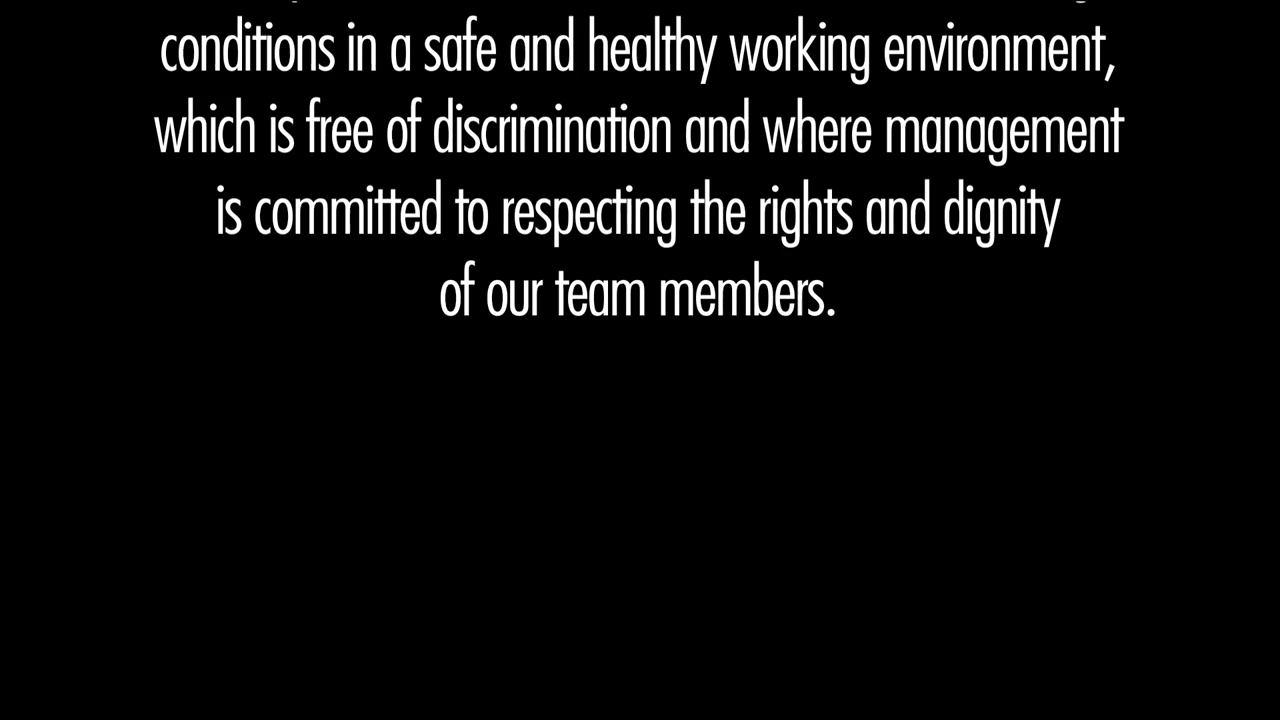 conditions in a safe and healthy working environment,
which is free of discrimination and where management
is committed to respecting the rights and dignity
of our team members.